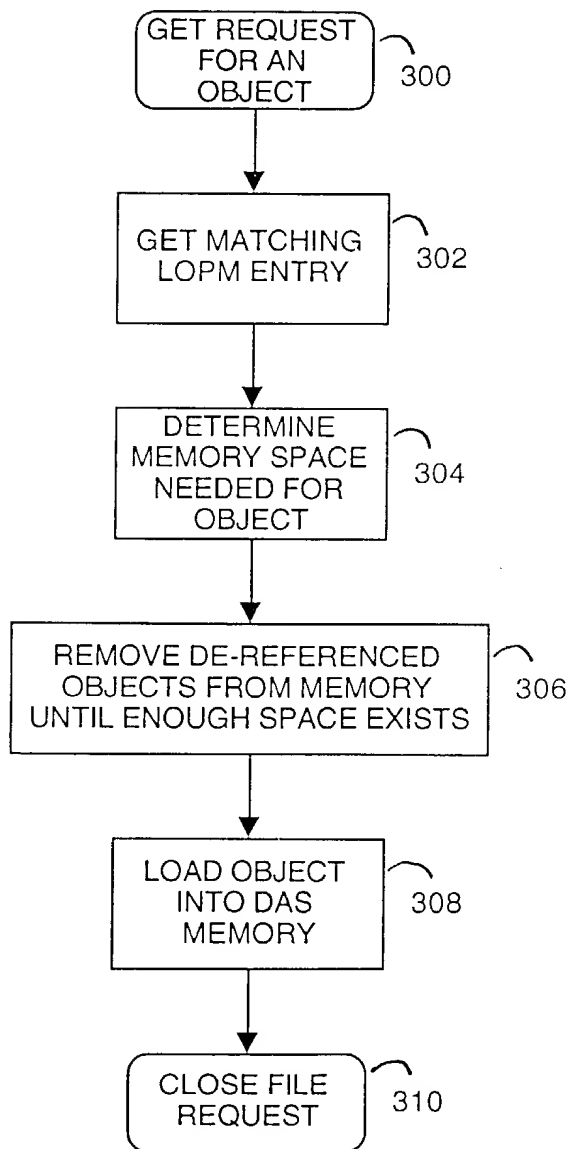 GET REQUEST
FOR AN
OBJECT
300
GET MATCHING
LOPM ENTRY
302
DETERMINE
MEMORY SPACE
NEEDED FOR
OBJECT
304
REMOVE DE-REFERENCED
OBJECTS FROM MEMORY
UNTIL ENOUGH SPACE EXISTS
306
LOAD OBJECT
INTO DAS
MEMORY
308
CLOSE FILE
REQUEST
310